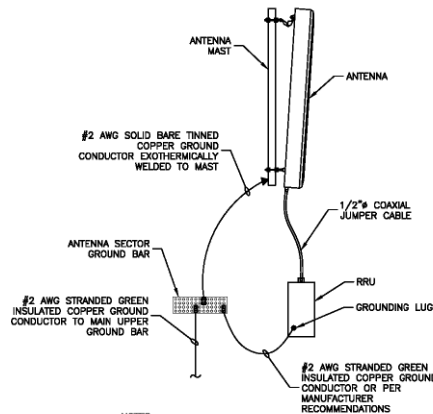 ANTENNA
MAST
ANTENNA
#2 AWG SOLID BARE TINNED
COPPER GROUND
CONDUCTOR EXOTHERMICALLY
WELDED TO MAST
1/2"ø COAXIAL
JUMPER CABLE
ANTENNA SECTOR
GROUND BAR
RRU
#2 AWG STRANDED GREEN
INSULATED COPPER GROUND
CONDUCTOR TO MAIN UPPER
GROUND BAR
GROUNDING LUG
#2 AWG STRANDED GREEN
INSULATED COPPER GROUND
CONDUCTOR OR PER
MANUFACTURER
RECOMMENDATIONS